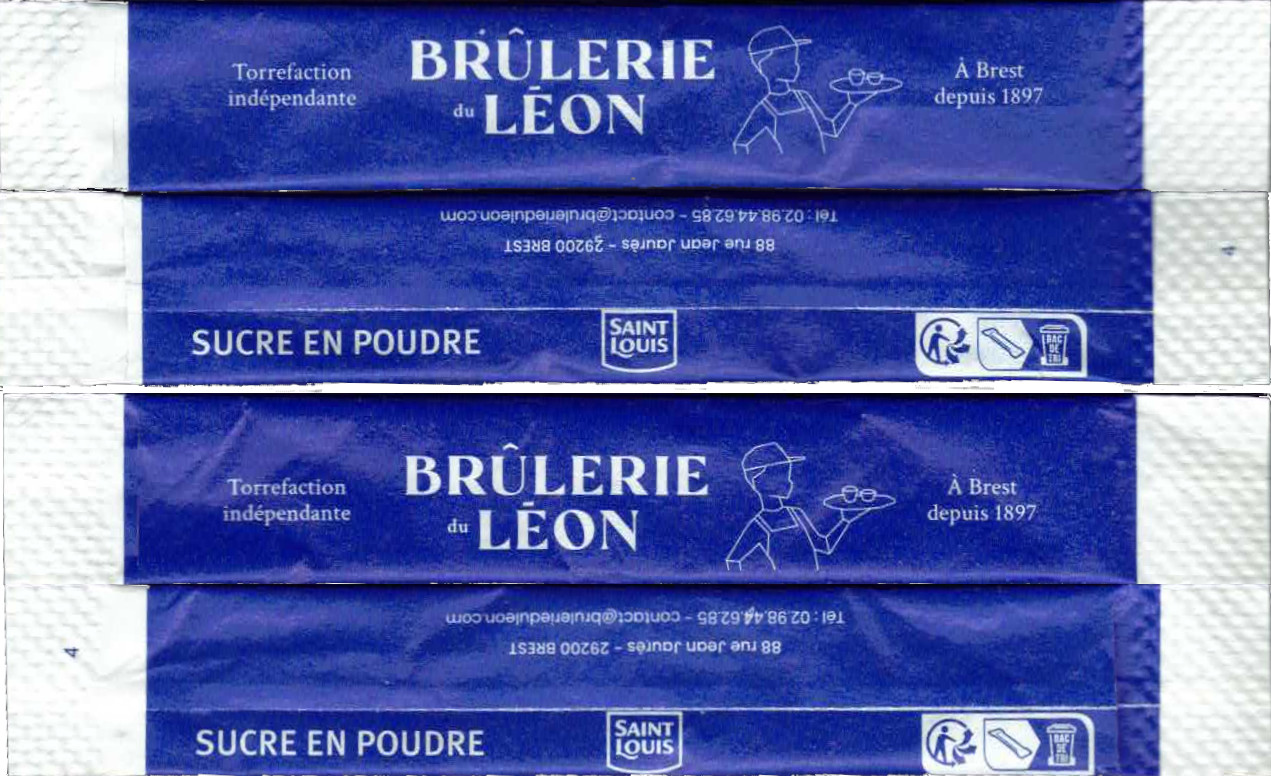 Torrefaction
indépendante
BRÛLERIE
du LÉON
À Brest
depuis 1897
88 rue Jean Jaurès - 29200 BREST
Tél : 02.98.44.62.85 - contact@brulerieduleon.com
4
SUCRE EN POUDRE
SAINT
LOUIS
BAC
DE
TRI
Torrefaction
indépendante
BRÛLERIE
du LÉON
À Brest
depuis 1897
88 rue Jean Jaurès - 29200 BREST
Tél : 02.98.44.62.85 - contact@brulerieduleon.com
4
SUCRE EN POUDRE
SAINT
LOUIS
BAC
DE
TRI